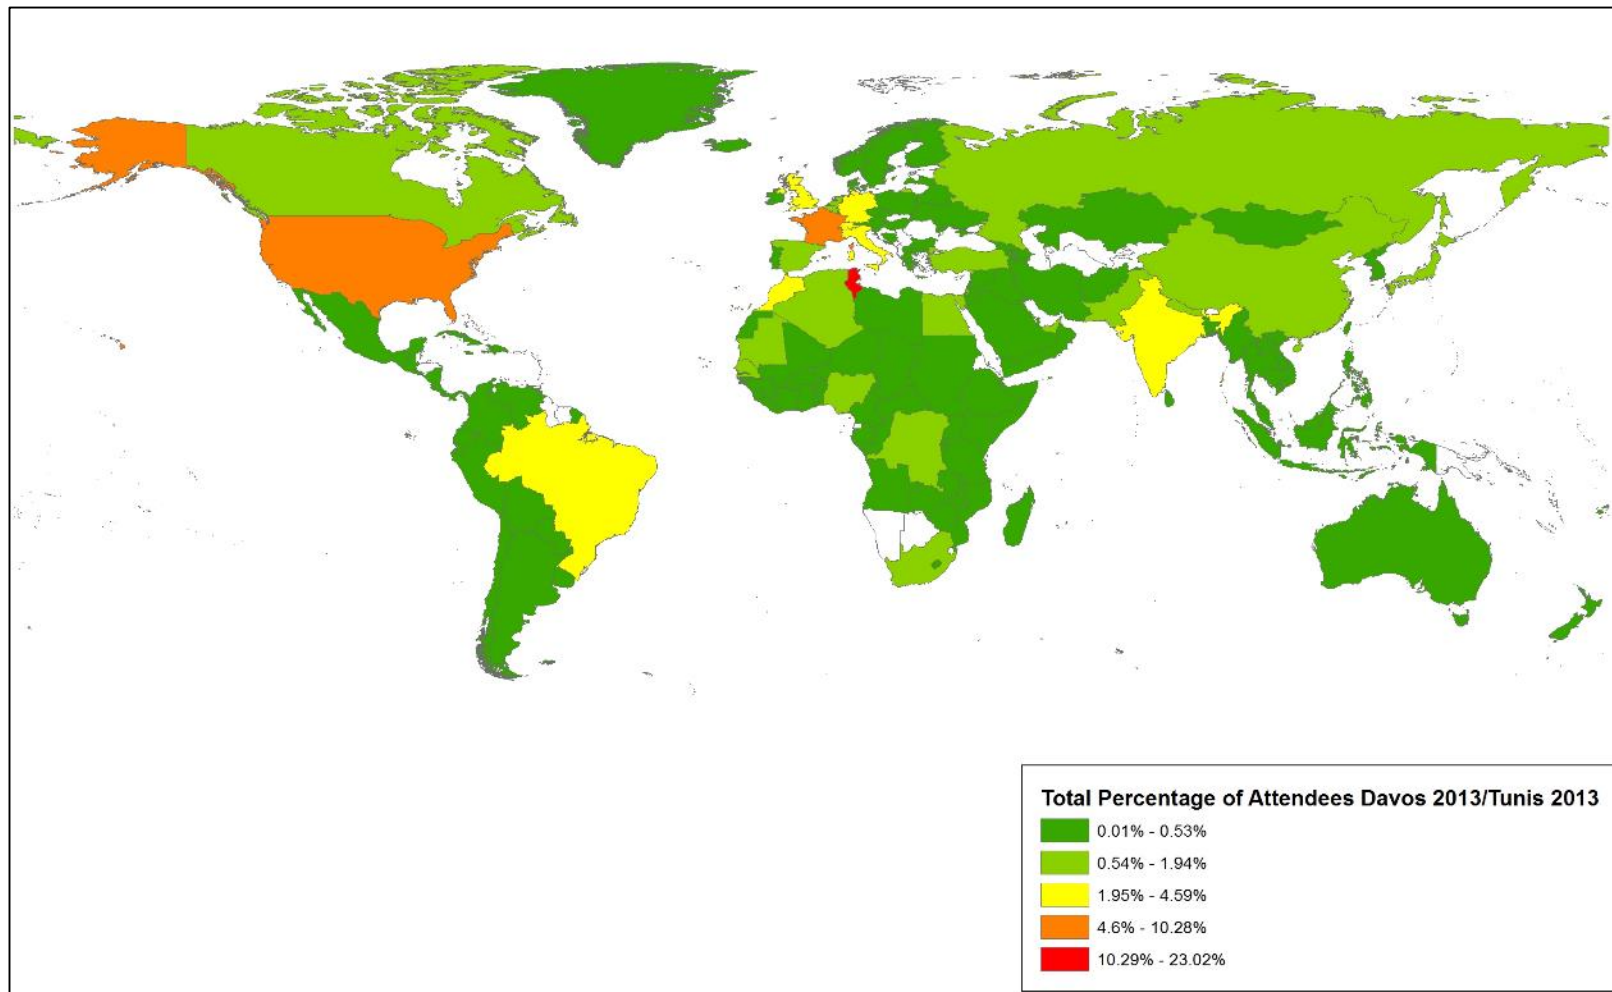 Total Percentage of Attendees Davos 2013/Tunis 2013
0.01% - 0.53%
0.54% - 1.94%
1.95% - 4.59%
4.6% - 10.28%
10.29% - 23.02%